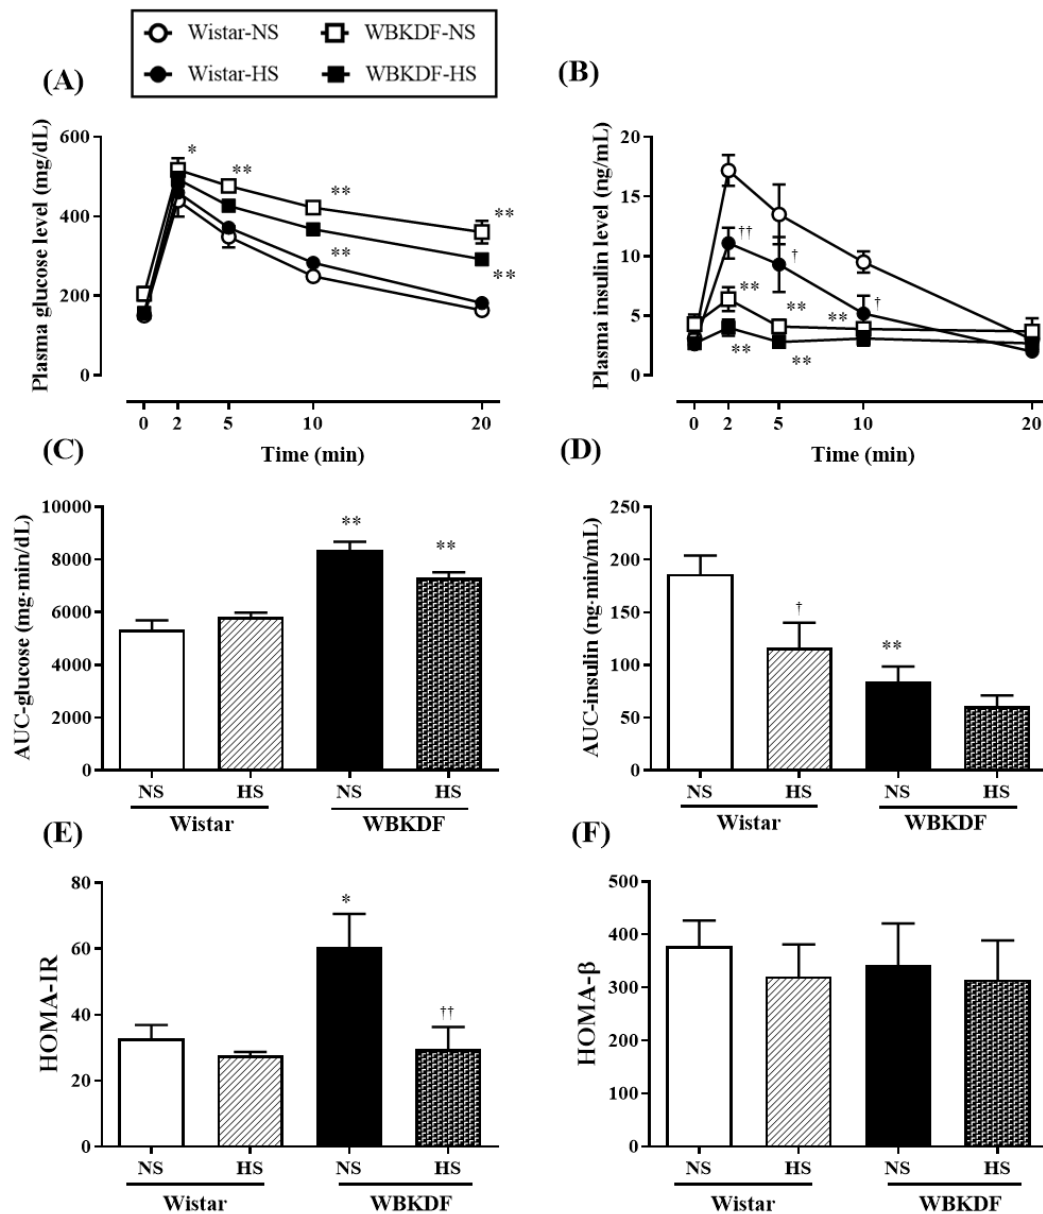 Wistar-NS WBKDF-NS
Wistar-HS WBKDF-HS
(A)
Plasma glucose level (mg/dL)
600
400
200
0
*
**
**
**
**
**
0 2 5 10 20
Time (min)
(B)
Plasma insulin level (ng/mL)
20
15
10
5
0
††
†
†
**
**
**
**
**
0 2 5 10 20
Time (min)
(C)
AUC-glucose (mg·min/dL)
10000
8000
6000
4000
2000
0
**
**
NS HS NS HS
Wistar WBKDF
(D)
AUC-insulin (ng·min/mL)
250
200
150
100
50
0
†
**
NS HS NS HS
Wistar WBKDF
(E)
HOMA-IR
80
60
40
20
0
*
††
NS HS NS HS
Wistar WBKDF
(F)
HOMA-β
500
400
300
200
100
0
NS HS NS HS
Wistar WBKDF